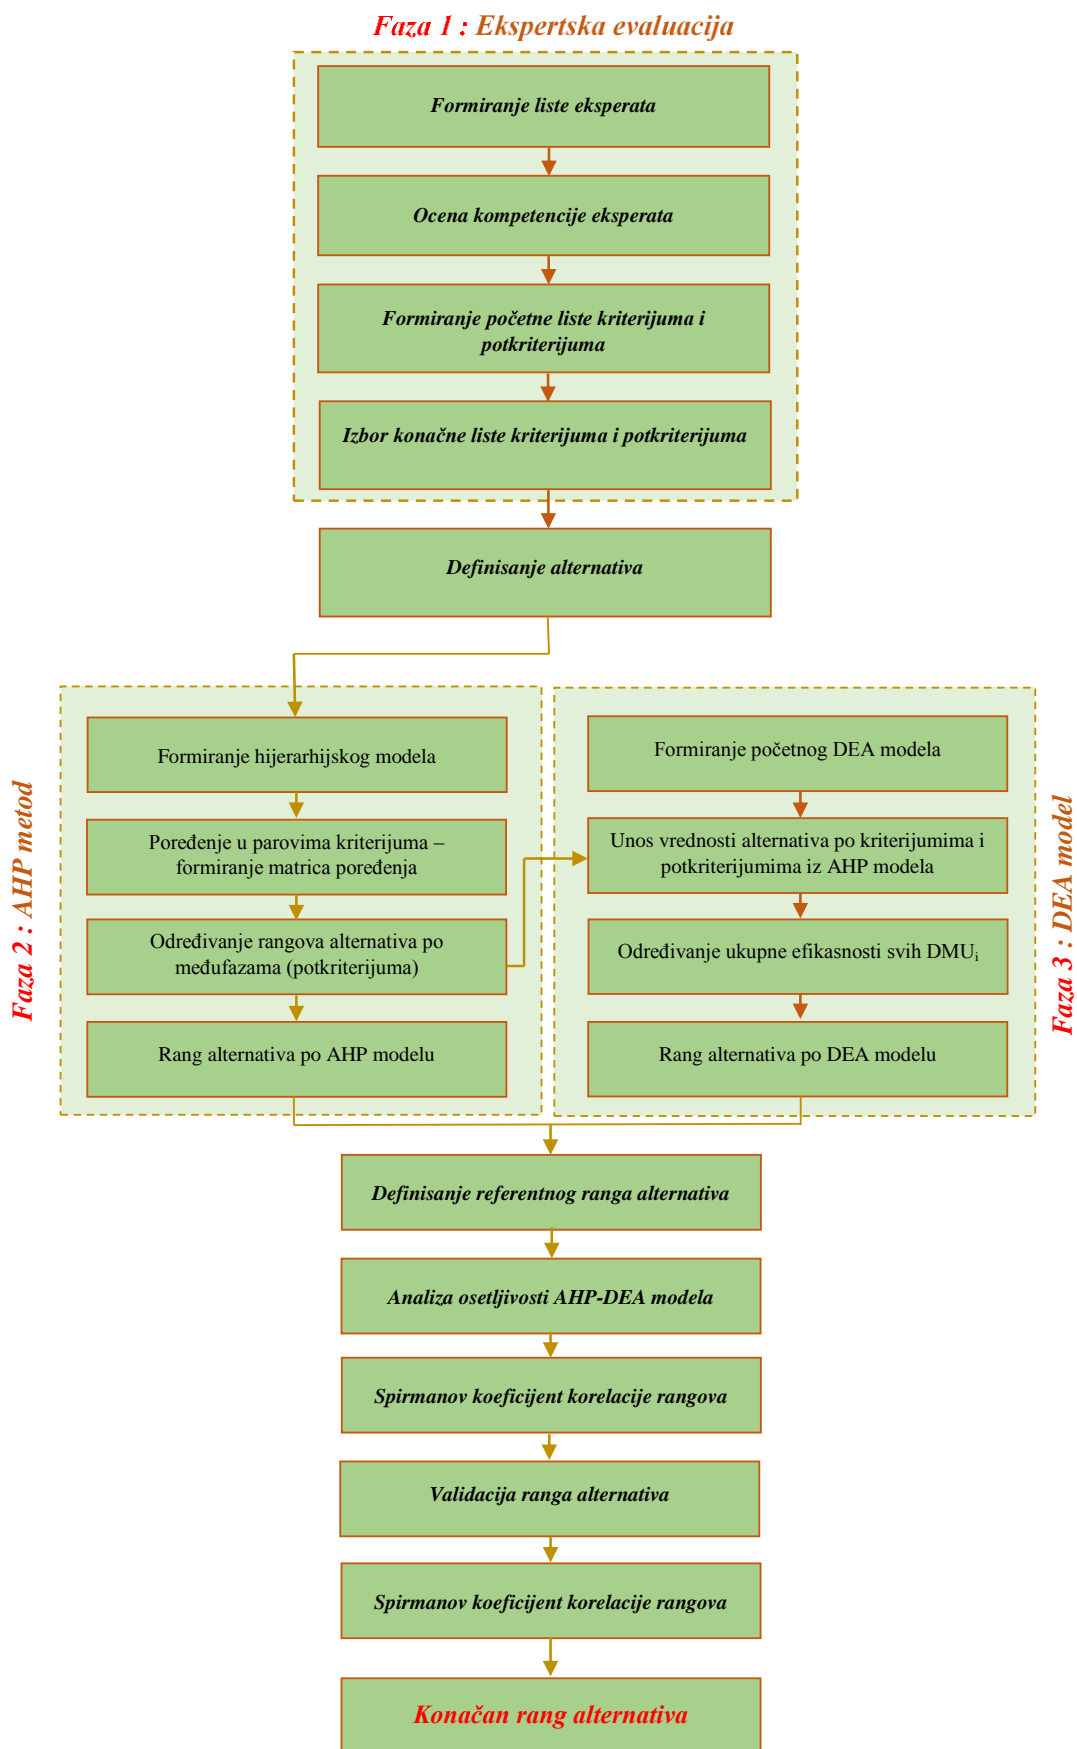 Faza 1 : Ekspertska evaluacija
Formiranje liste eksperata
Ocena kompetencije eksperata
Formiranje početne liste kriterijuma i
potkriterijuma
Izbor konačne liste kriterijuma i potkriterijuma
Definisanje alternativa
Faza 2 : AHP metod
Formiranje hijerarhijskog modela
Poređenje u parovima kriterijuma –
formiranje matrica poređenja
Određivanje rangova alternativa po
međufazama (potkriterijuma)
Rang alternativa po AHP modelu
Formiranje početnog DEA modela
Unos vrednosti alternativa po kriterijumima i
potkriterijumima iz AHP modela
Određivanje ukupne efikasnosti svih DMUᵢ
Rang alternativa po DEA modelu
Faza 3 : DEA model
Definisanje referentnog ranga alternativa
Analiza osetljivosti AHP-DEA modela
Spirmanov koeficijent korelacije rangova
Validacija ranga alternativa
Spirmanov koeficijent korelacije rangova
Konačan rang alternativa